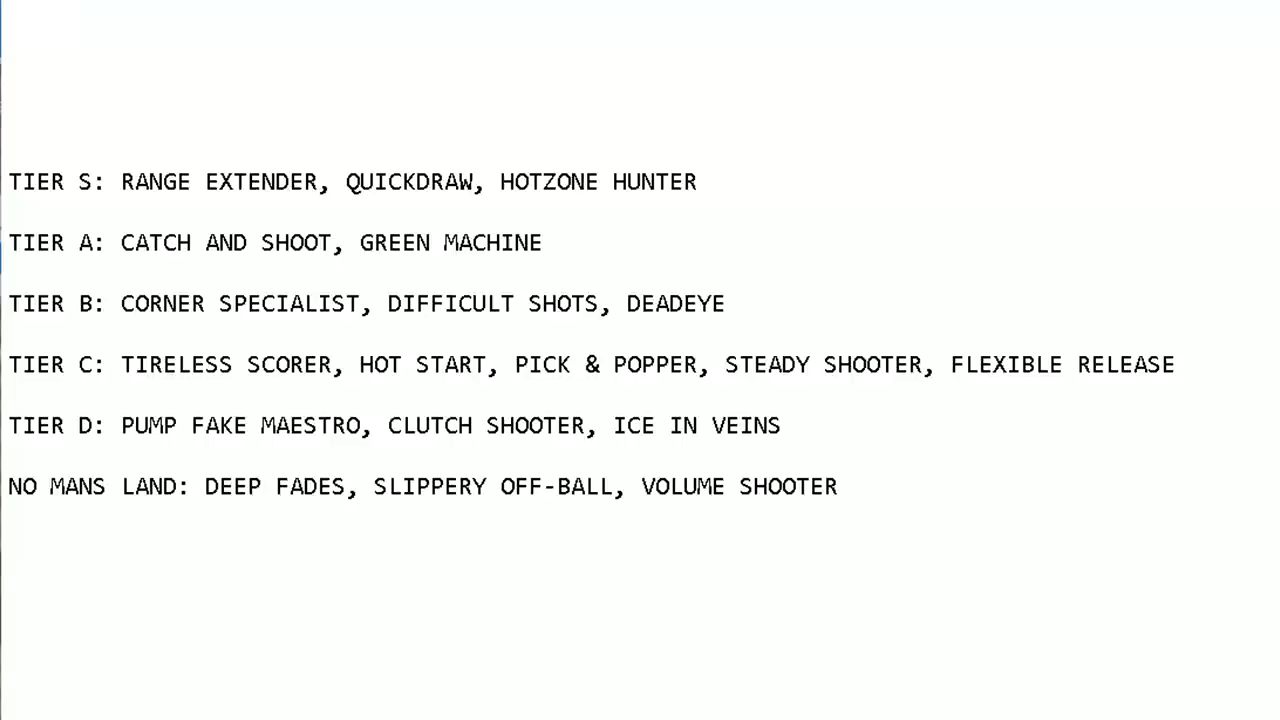 TIER S: RANGE EXTENDER, QUICKDRAW, HOTZONE HUNTER
TIER A: CATCH AND SHOOT, GREEN MACHINE
TIER B: CORNER SPECIALIST, DIFFICULT SHOTS, DEADEYE
TIER C: TIRELESS SCORER, HOT START, PICK & POPPER, STEADY SHOOTER, FLEXIBLE RELEASE
TIER D: PUMP FAKE MAESTRO, CLUTCH SHOOTER, ICE IN VEINS
NO MANS LAND: DEEP FADES, SLIPPERY OFF-BALL, VOLUME SHOOTER